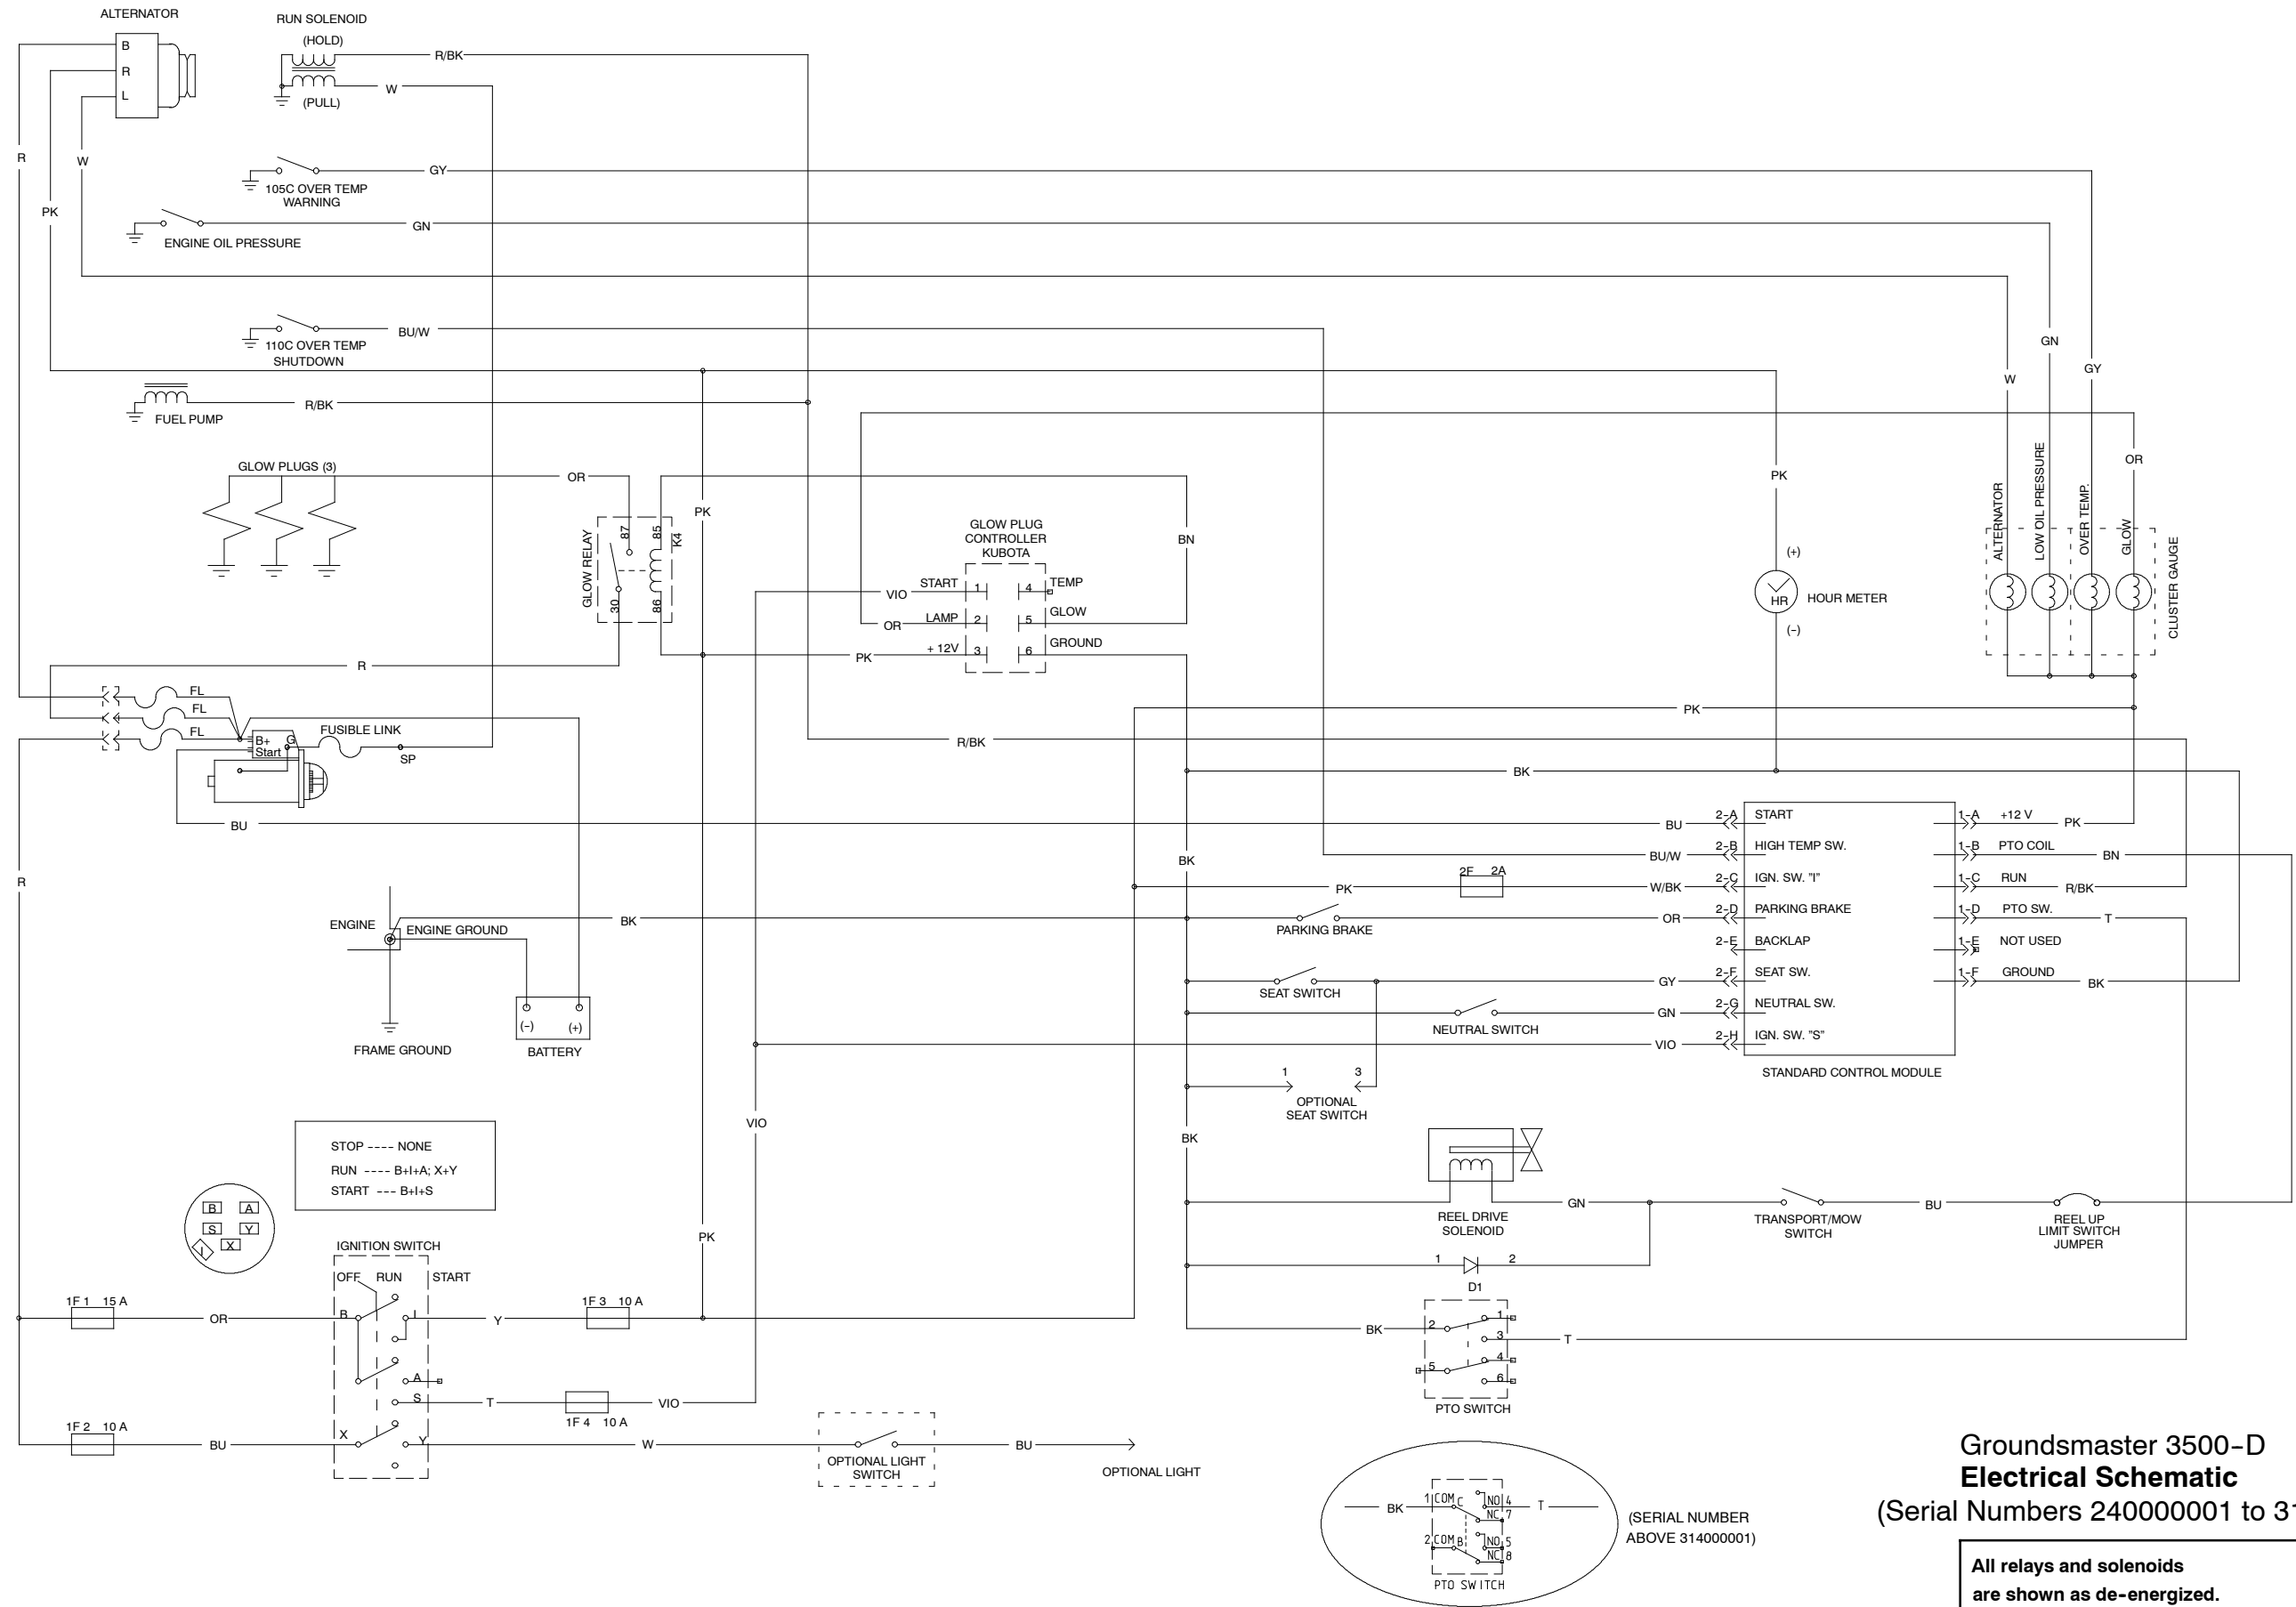 ALTERNATOR
B
R
L
RUN SOLENOID
(HOLD)
(PULL)
R/BK
W
R
W
PK
105C OVER TEMP
WARNING
GY
ENGINE OIL PRESSURE
GN
110C OVER TEMP
SHUTDOWN
BU/W
FUEL PUMP
R/BK
GN
GY
W
GLOW PLUGS (3)
OR
GLOW RELAY
87
85
K4
30
86
PK
GLOW PLUG
CONTROLLER
KUBOTA
START
1
4
TEMP
VIO
LAMP
2
5
GLOW
OR
+ 12V
3
6
GROUND
PK
BN
PK
(+)
HR
HOUR METER
(-)
ALTERNATOR
LOW OIL PRESSURE
OVER TEMP.
GLOW
OR
CLUSTER GAUGE
R
FL
FL
FL
B+
G
Start
FUSIBLE LINK
SP
BU
PK
R/BK
BK
BK
BU
2-A
START
BU/W
2-B
HIGH TEMP SW.
PK
2F 2A
W/BK
2-C
IGN. SW. "I"
PARKING BRAKE
OR
2-D
PARKING BRAKE
2-E
BACKLAP
SEAT SWITCH
GY
2-F
SEAT SW.
NEUTRAL SWITCH
GN
2-G
NEUTRAL SW.
VIO
2-H
IGN. SW. "S"
1-A
+12 V
PK
1-B
PTO COIL
BN
1-C
RUN
R/BK
1-D
PTO SW.
T
1-E
NOT USED
1-F
GROUND
BK
STANDARD CONTROL MODULE
R
ENGINE
ENGINE GROUND
BK
FRAME GROUND
(-)
(+)
BATTERY
1
3
OPTIONAL
SEAT SWITCH
VIO
BK
STOP ---- NONE
RUN ---- B+I+A; X+Y
START --- B+I+S
B
A
S
Y
I
X
IGNITION SWITCH
OFF
RUN
START
PK
REEL DRIVE
SOLENOID
GN
TRANSPORT/MOW
SWITCH
BU
REEL UP
LIMIT SWITCH
JUMPER
1
2
D1
1F 1 15 A
OR
B
I
Y
1F 3 10 A
A
S
T
1F 4 10 A
VIO
1F 2 10 A
BU
X
Y
W
OPTIONAL LIGHT
SWITCH
BU
OPTIONAL LIGHT
BK
2
1
3
T
5
4
6
PTO SWITCH
BK
1
COM
C
NO
4
T
NC
7
2
COM
B
NO
5
NC
8
PTO SWITCH
(SERIAL NUMBER
ABOVE 314000001)
Groundsmaster 3500-D
Electrical Schematic
(Serial Numbers 240000001 to 31
All relays and solenoids
are shown as de-energized.